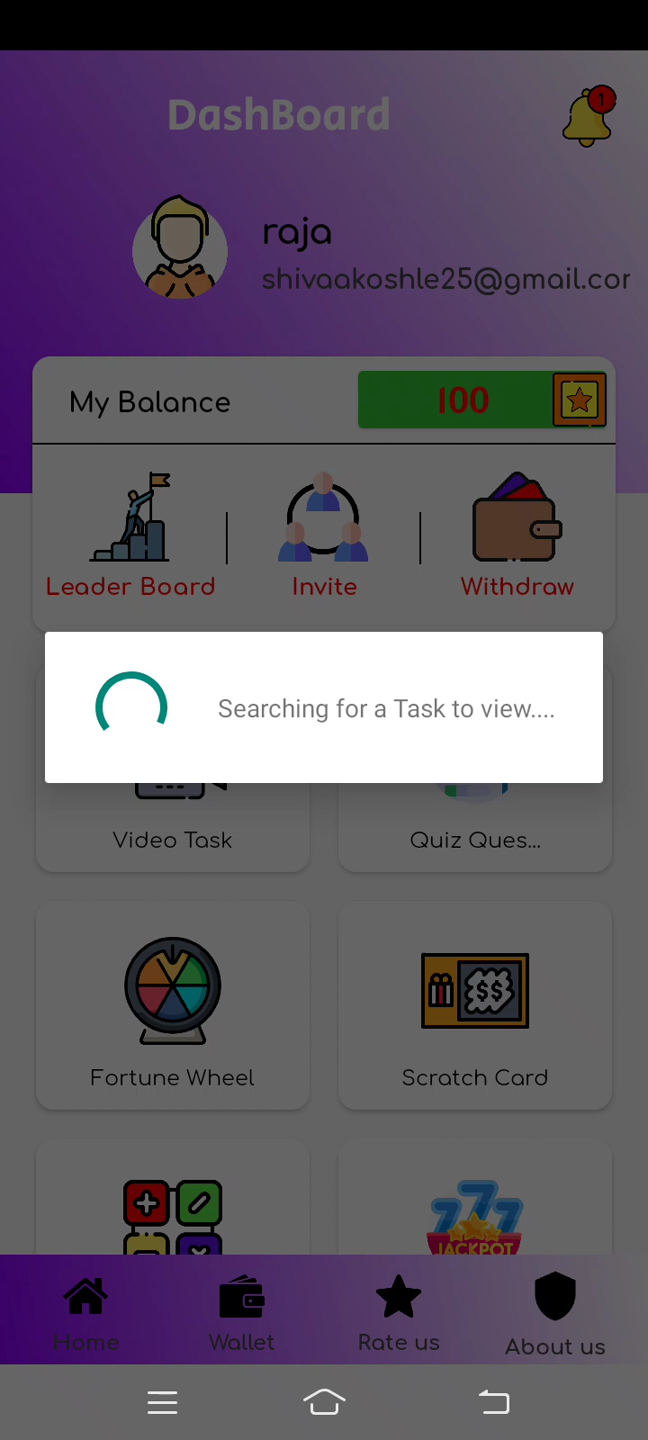 DashBoard
1
raja
shivaakoshle25@gmail.cor
My Balance
100
Leader Board
Invite
Withdraw
Searching for a Task to view....
Video Task
Quiz Ques...
Fortune Wheel
$$
Scratch Card
777
JACKPOT
Home
Wallet
Rate us
About us